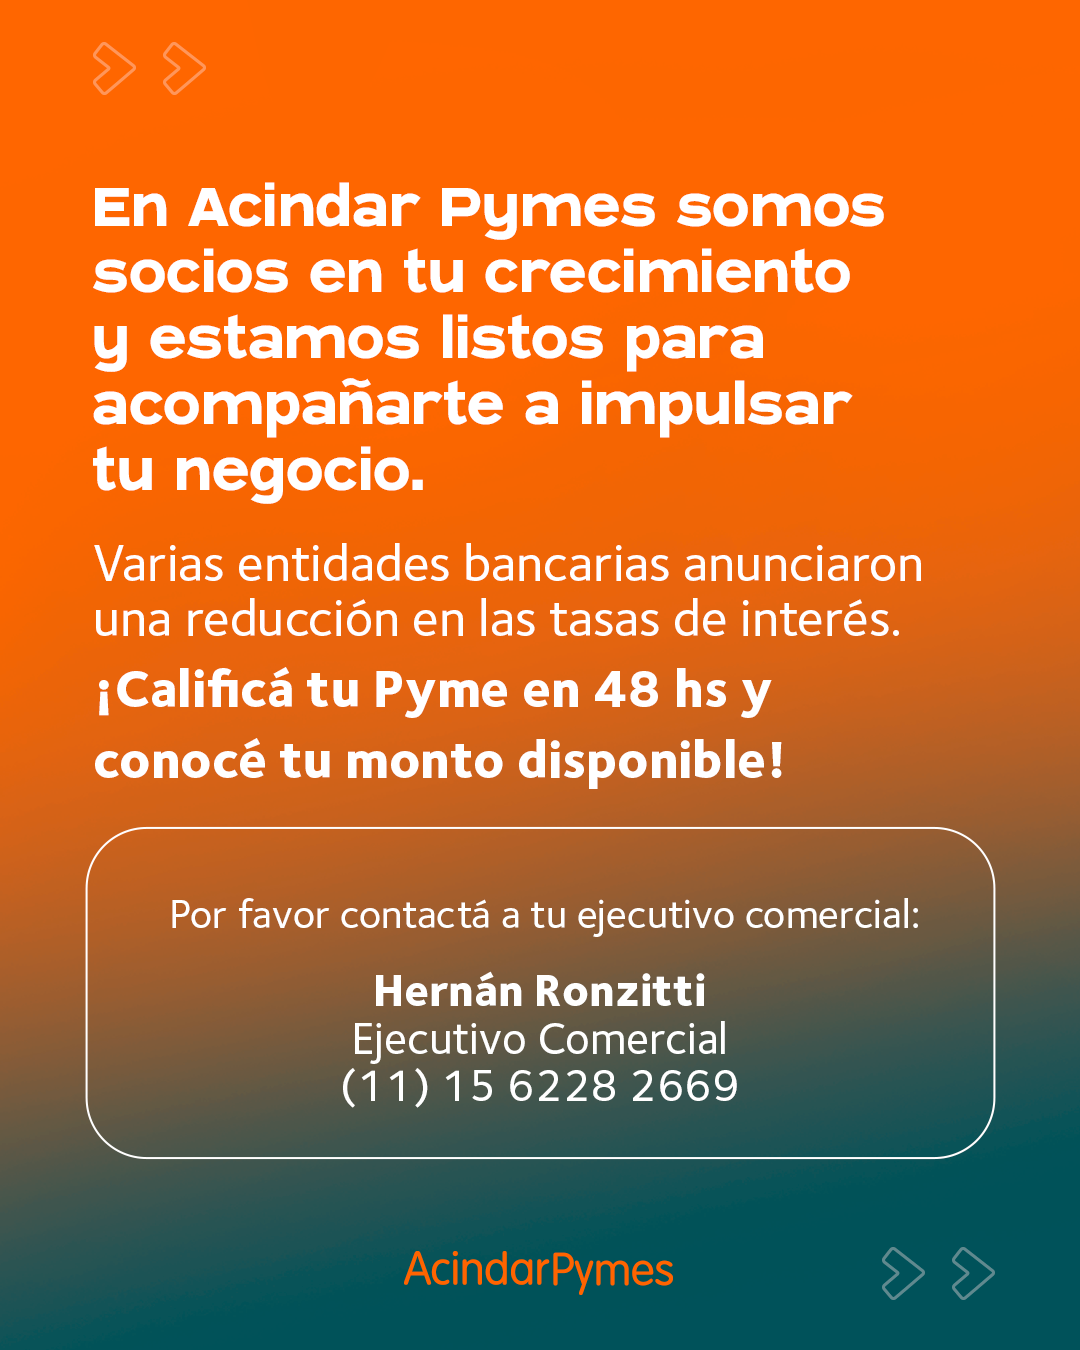 En Acindar Pymes somos
socios en tu crecimiento
y estamos listos para
acompañarte a impulsar
tu negocio.
Varias entidades bancarias anunciaron
una reducción en las tasas de interés.
¡Calificá tu Pyme en 48 hs y
conocé tu monto disponible!
Por favor contactá a tu ejecutivo comercial:
Hernán Ronzitti
Ejecutivo Comercial
(11) 15 6228 2669
AcindarPymes